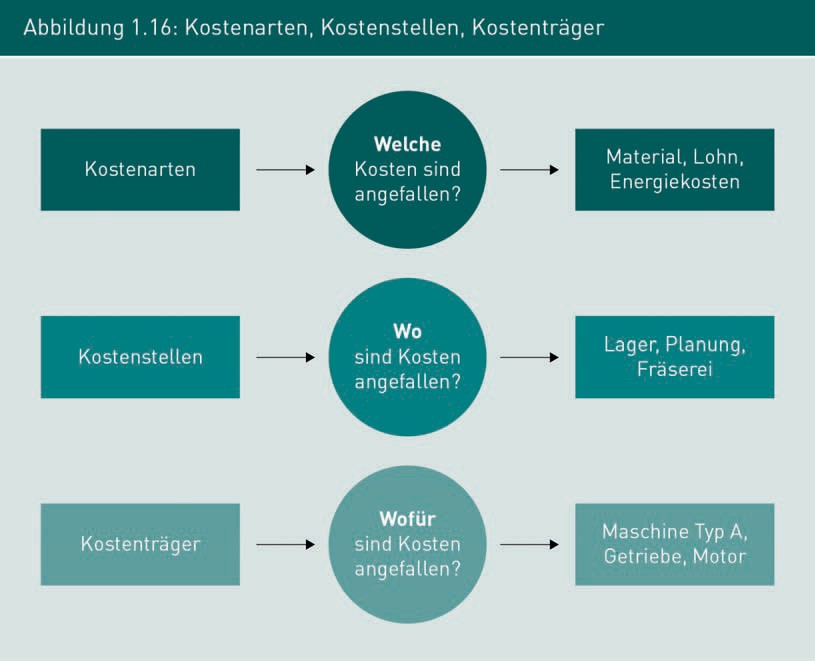 Abbildung 1.16: Kostenarten, Kostenstellen, Kostenträger
Kostenarten
Welche
Kosten sind
angefallen?
Material, Lohn,
Energiekosten
Kostenstellen
Wo
sind Kosten
angefallen?
Lager, Planung,
Fräserei
Kostenträger
Wofür
sind Kosten
angefallen?
Maschine Typ A,
Getriebe, Motor